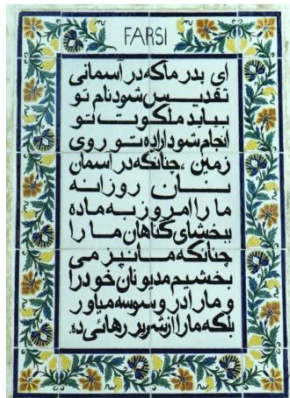 FARSI
ای پدر ما که در آسمانی
تقدیس شود نام تو
بیاید ملکوت تو
انجام شود اراده تو روی
زمین ، چنانکه در اسمان
نان روزانه
ما را امروز به ما ده
ببخشای گناهان ما را
چنانکه ما نیز می
بخشیم مدیونان خود را
و ما را در وسوسه میاور
بلکه ما را از شریر رهائی ده.